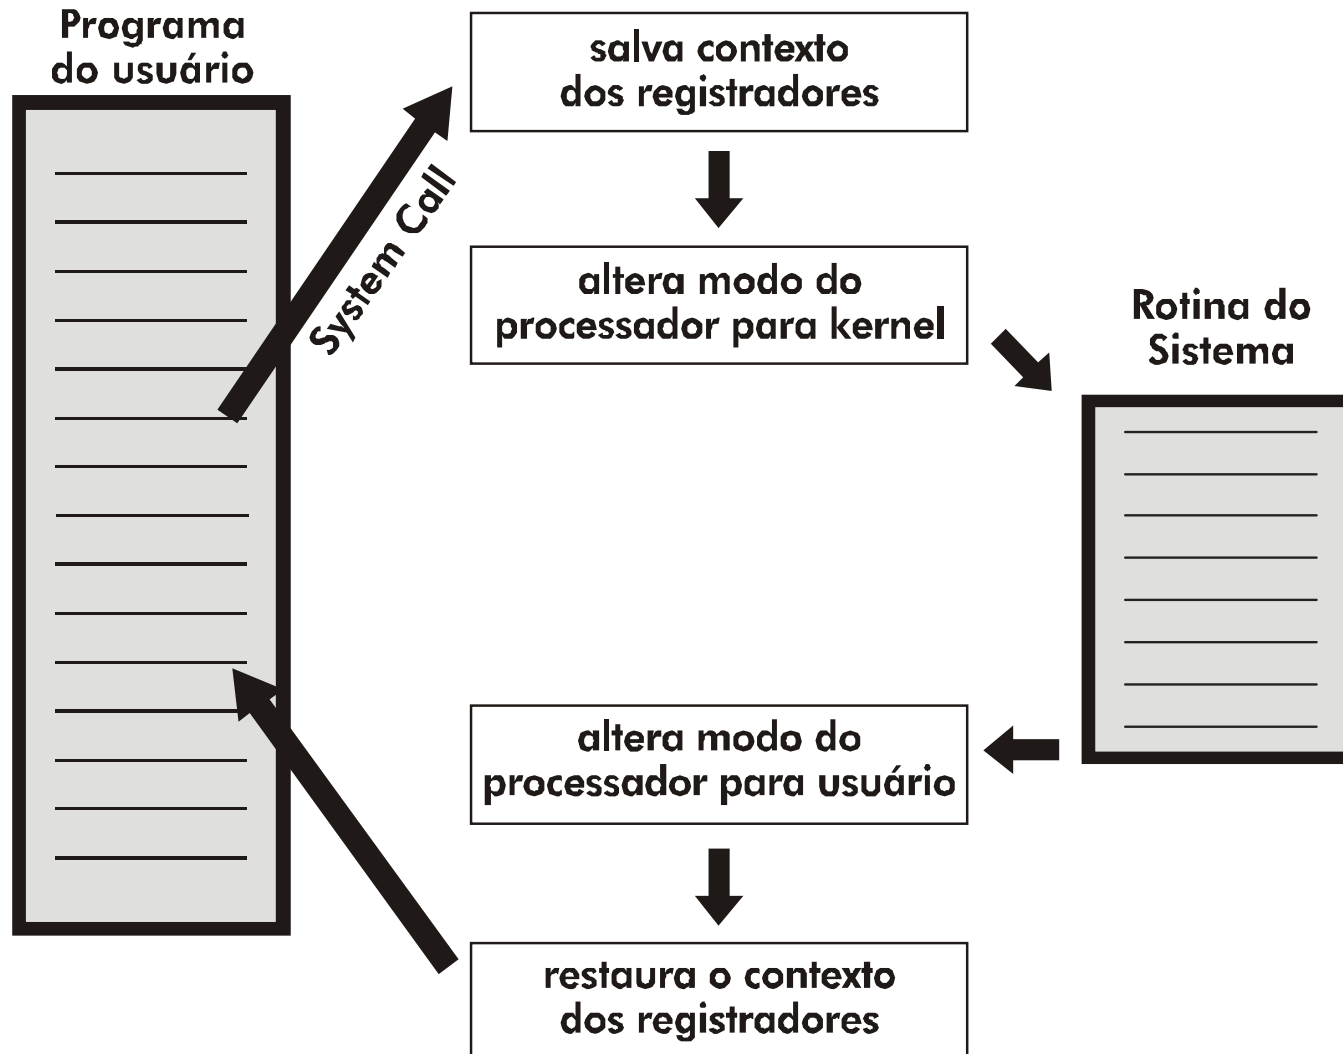 Programa
do usuário
salva contexto
dos registradores
System Call
altera modo do
processador para kernel
Rotina do
Sistema
altera modo do
processador para usuário
restaura o contexto
dos registradores